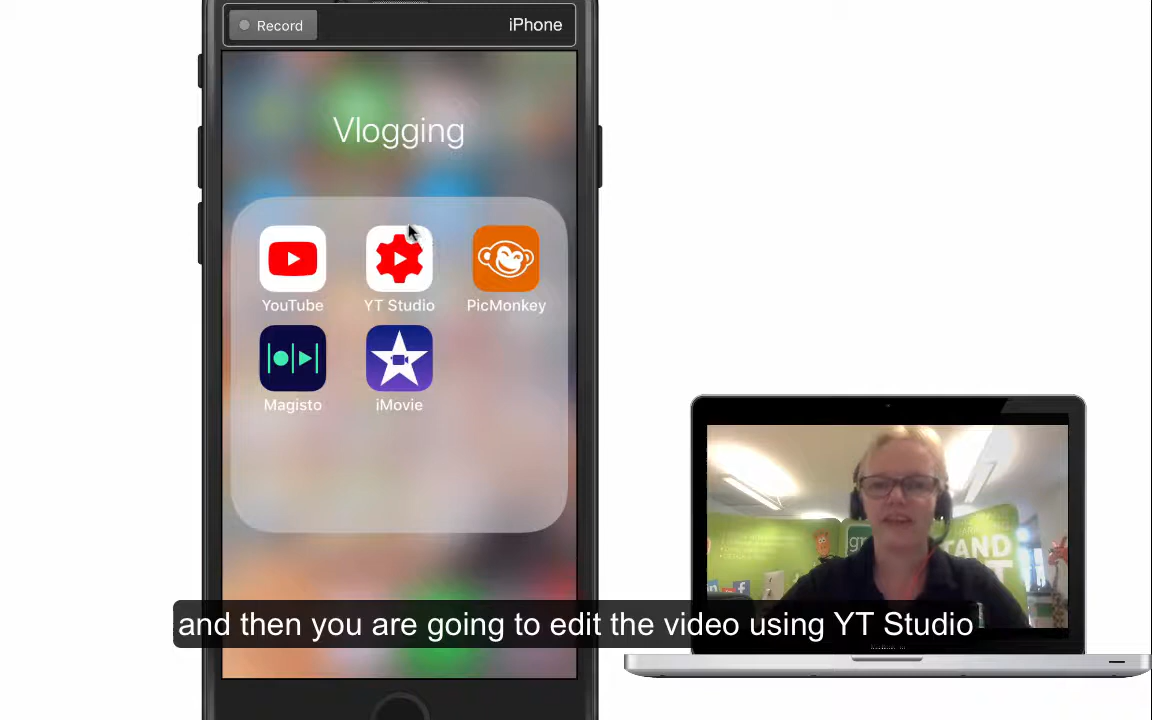 Record
iPhone
Vlogging
YouTube
YT Studio
PicMonkey
Magisto
iMovie
TAND
and then you are going to edit the video using YT Studio